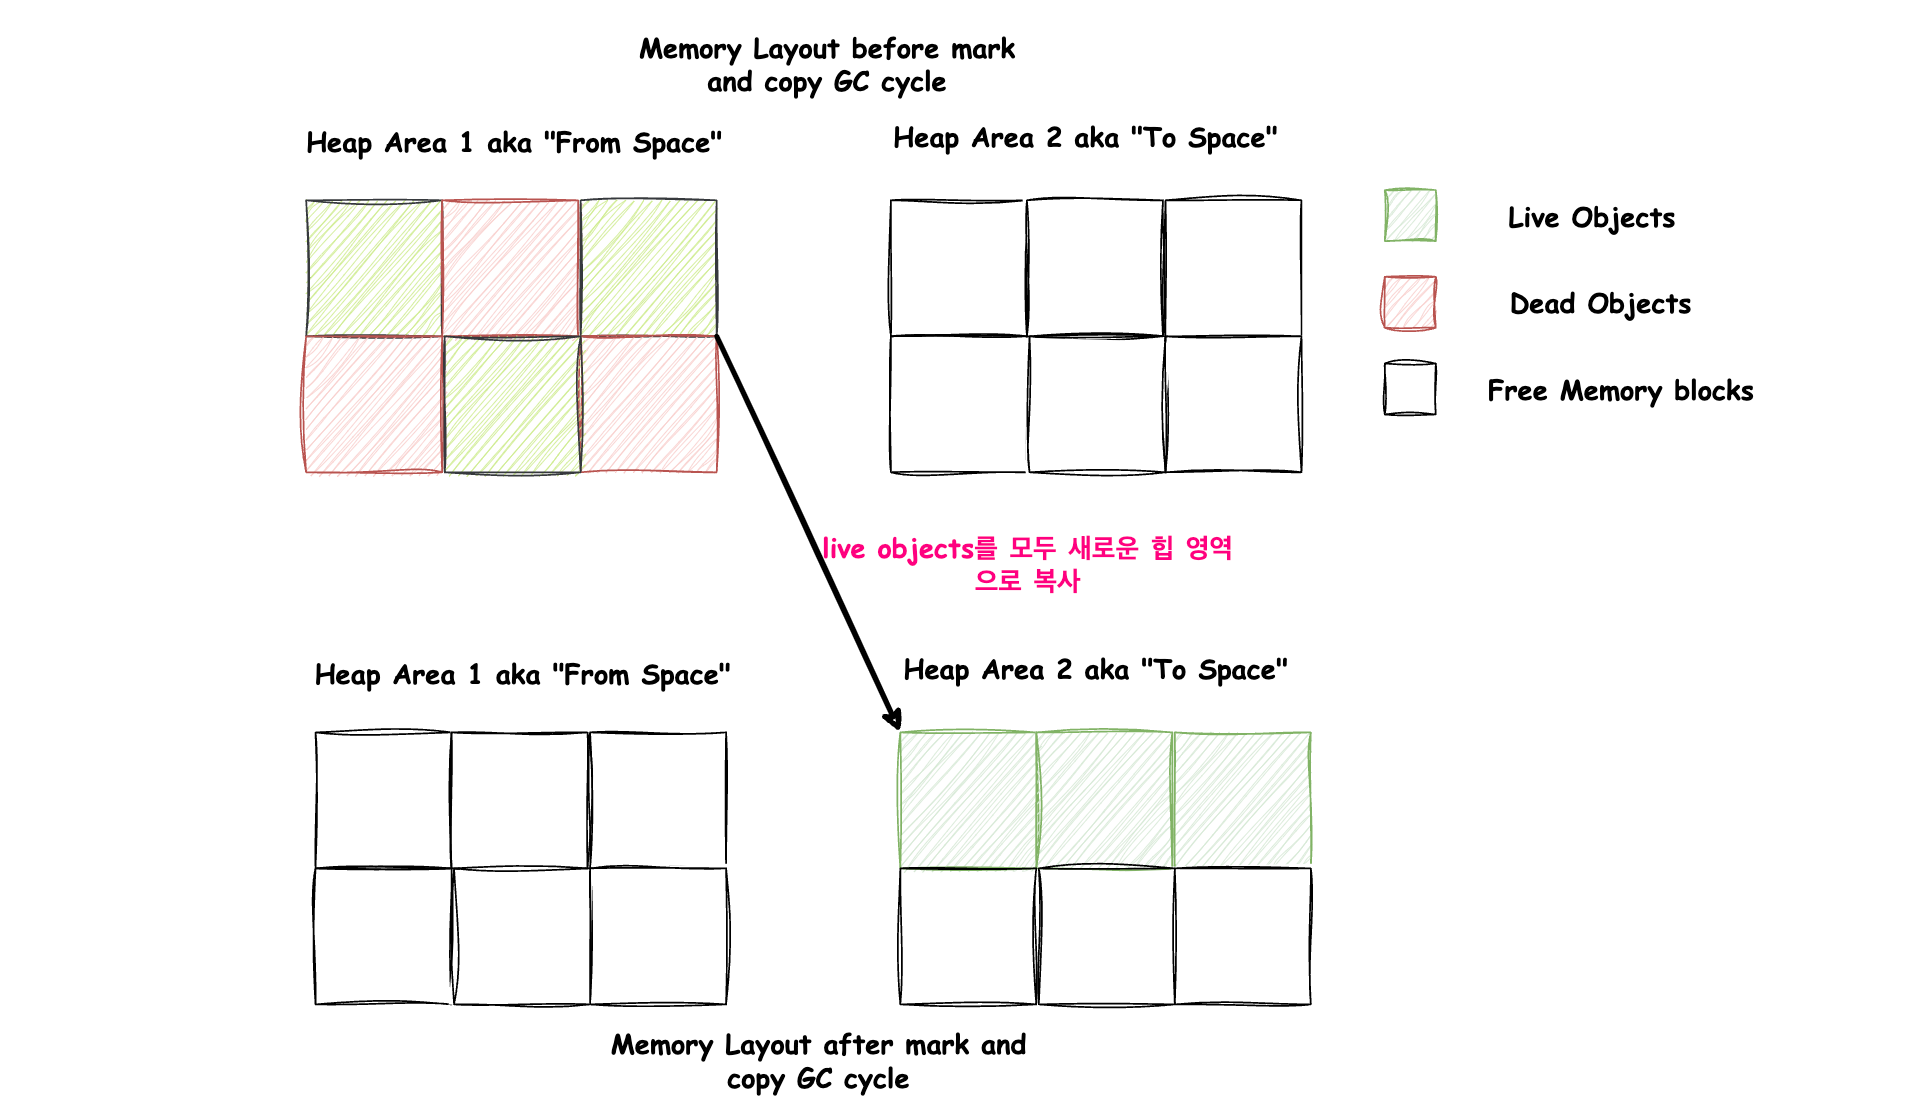 Memory Layout before mark
and copy GC cycle
Heap Area 1 aka "From Space"
Heap Area 2 aka "To Space"
Live Objects
Dead Objects
Free Memory blocks
live objects를 모두 새로운 힙 영역
으로 복사
Heap Area 1 aka "From Space"
Heap Area 2 aka "To Space"
Memory Layout after mark and
copy GC cycle